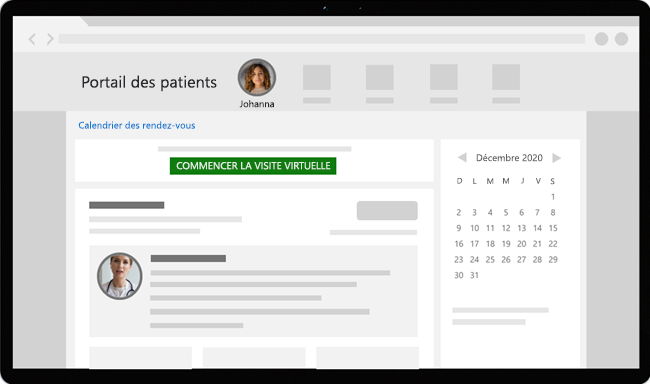 Portail des patients
Johanna
Calendrier des rendez-vous
COMMENCER LA VISITE VIRTUELLE
Décembre 2020
D L M M J V S
1
2 3 4 5 6 7 8
9 10 11 12 13 14 15
16 17 18 19 20 21 22
23 24 25 26 27 28 29
30 31